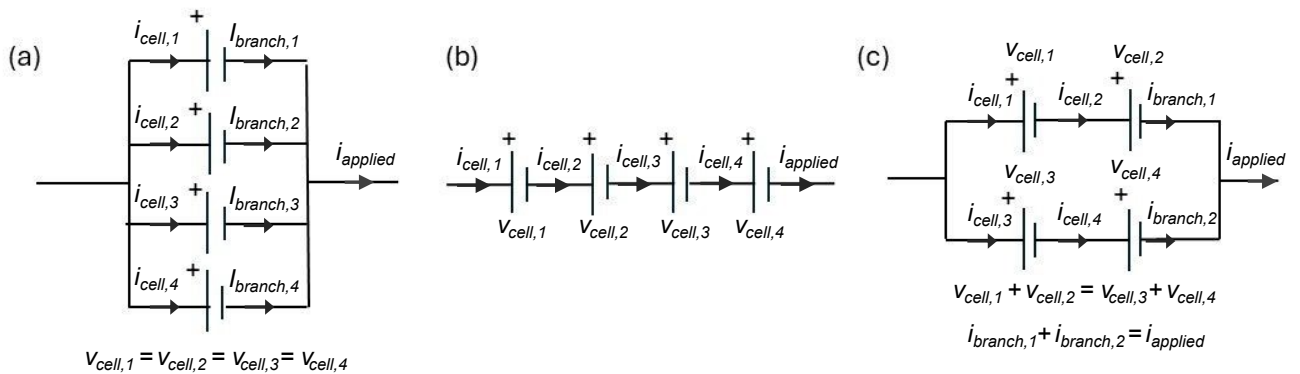 (a)
+
i_cell,1 I_branch,1
+
i_cell,2 I_branch,2
+
i_cell,3 I_branch,3
+
i_cell,4 I_branch,4
i_applied
v_cell,1 = v_cell,2 = v_cell,3 = v_cell,4
(b)
+ + + +
i_cell,1 i_cell,2 i_cell,3 i_cell,4 i_applied
v_cell,1 v_cell,2 v_cell,3 v_cell,4
(c)
v_cell,1 v_cell,2
+ +
i_cell,1 i_cell,2 i_branch,1
i_applied
v_cell,3 v_cell,4
+ +
i_cell,3 i_cell,4 i_branch,2
v_cell,1 + v_cell,2 = v_cell,3 + v_cell,4
i_branch,1 + i_branch,2 = i_applied